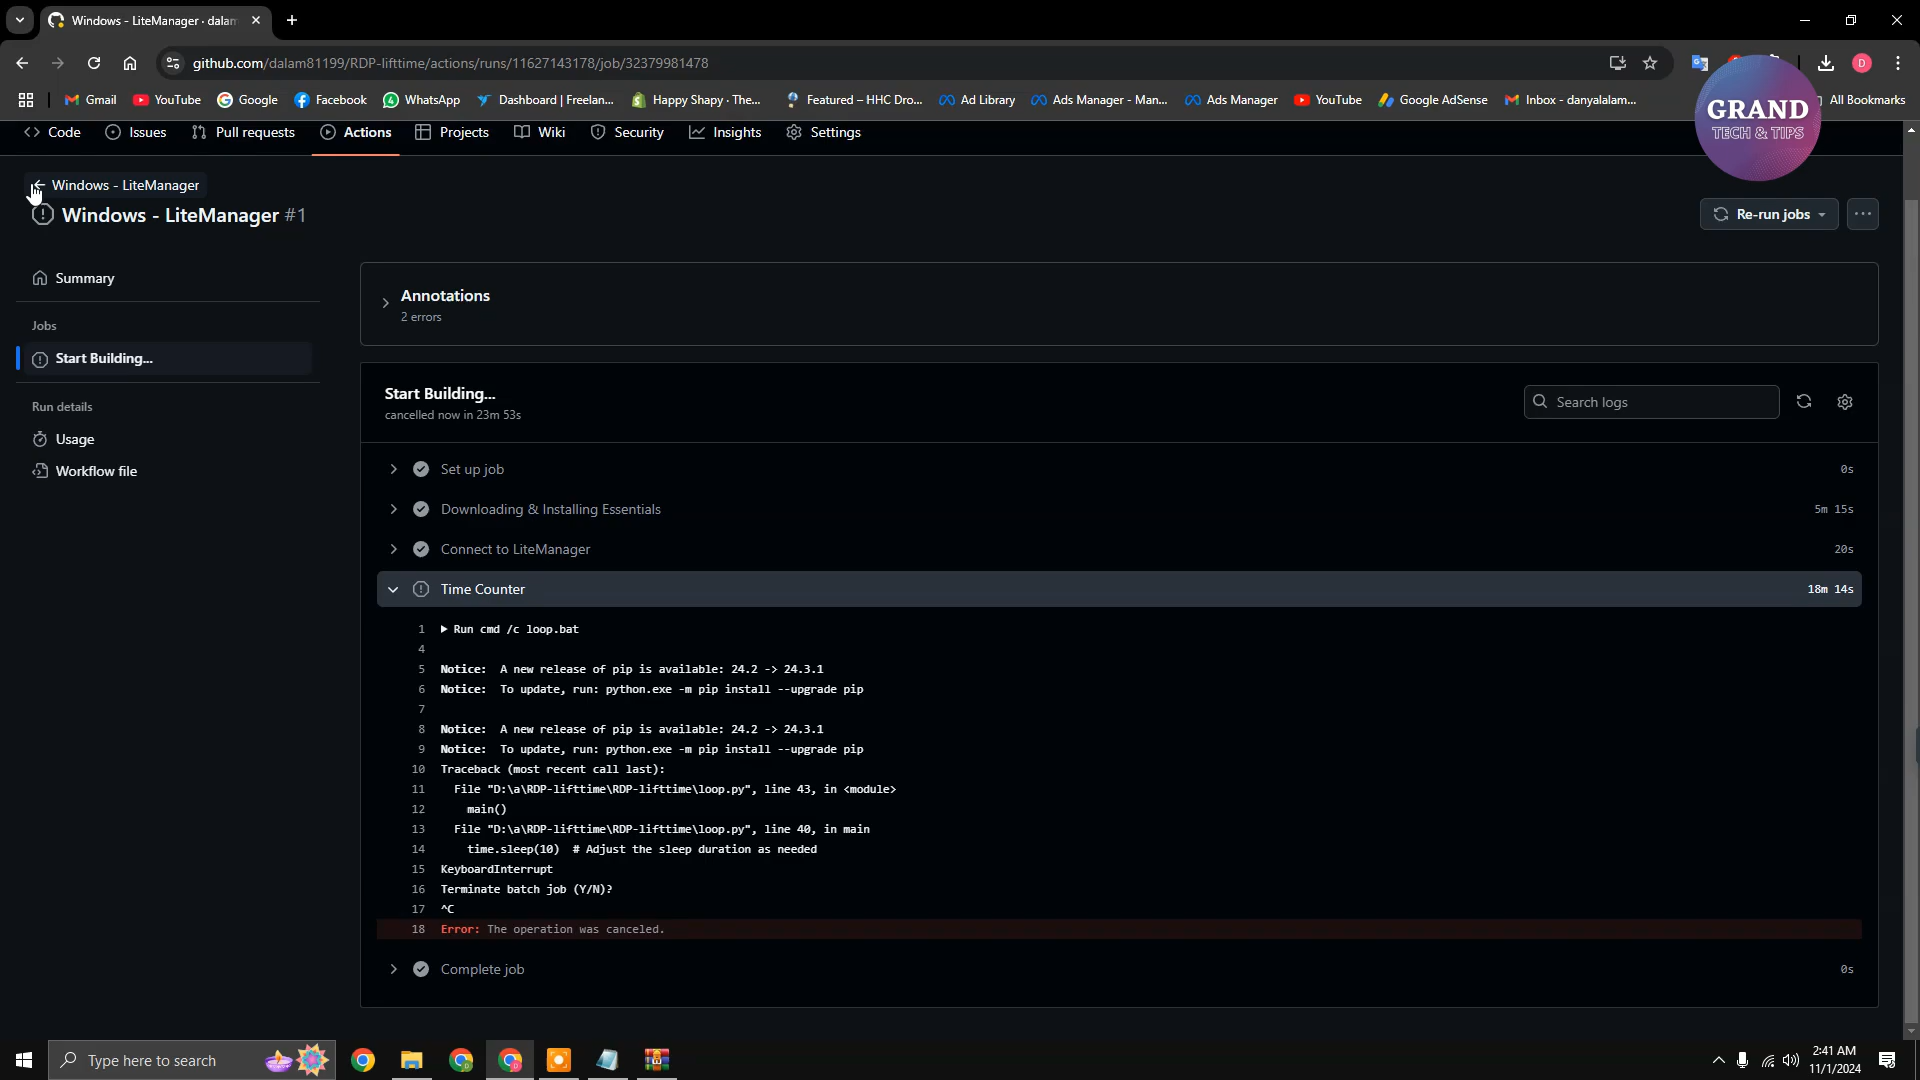 Windows - LiteManager · dalam
github.com/dalam81199/RDP-lifttime/actions/runs/11627143178/job/32379981478
D
Gmail YouTube Google Facebook WhatsApp Dashboard | Freelan... Happy Shapy · The... Featured – HHC Dro... Ad Library Ads Manager - Man... Ads Manager YouTube Google AdSense Inbox - danyalalam... All Bookmarks
GRAND
TECH & TIPS
Code Issues Pull requests Actions Projects Wiki Security Insights Settings
Windows - LiteManager
Windows - LiteManager #1
Re-run jobs
Summary
Jobs
Start Building...
Run details
Usage
Workflow file
Annotations
2 errors
Start Building...
cancelled now in 23m 53s
Search logs
Set up job 0s
Downloading & Installing Essentials 5m 15s
Connect to LiteManager 20s
Time Counter 18m 14s
1 Run cmd /c loop.bat
4
5 Notice: A new release of pip is available: 24.2 -> 24.3.1
6 Notice: To update, run: python.exe -m pip install --upgrade pip
7
8 Notice: A new release of pip is available: 24.2 -> 24.3.1
9 Notice: To update, run: python.exe -m pip install --upgrade pip
10 Traceback (most recent call last):
11 File "D:\a\RDP-lifttime\RDP-lifttime\loop.py", line 43, in <module>
12 main()
13 File "D:\a\RDP-lifttime\RDP-lifttime\loop.py", line 40, in main
14 time.sleep(10) # Adjust the sleep duration as needed
15 KeyboardInterrupt
16 Terminate batch job (Y/N)?
17 ^C
18 Error: The operation was canceled.
Complete job 0s
Type here to search
2:41 AM
11/1/2024